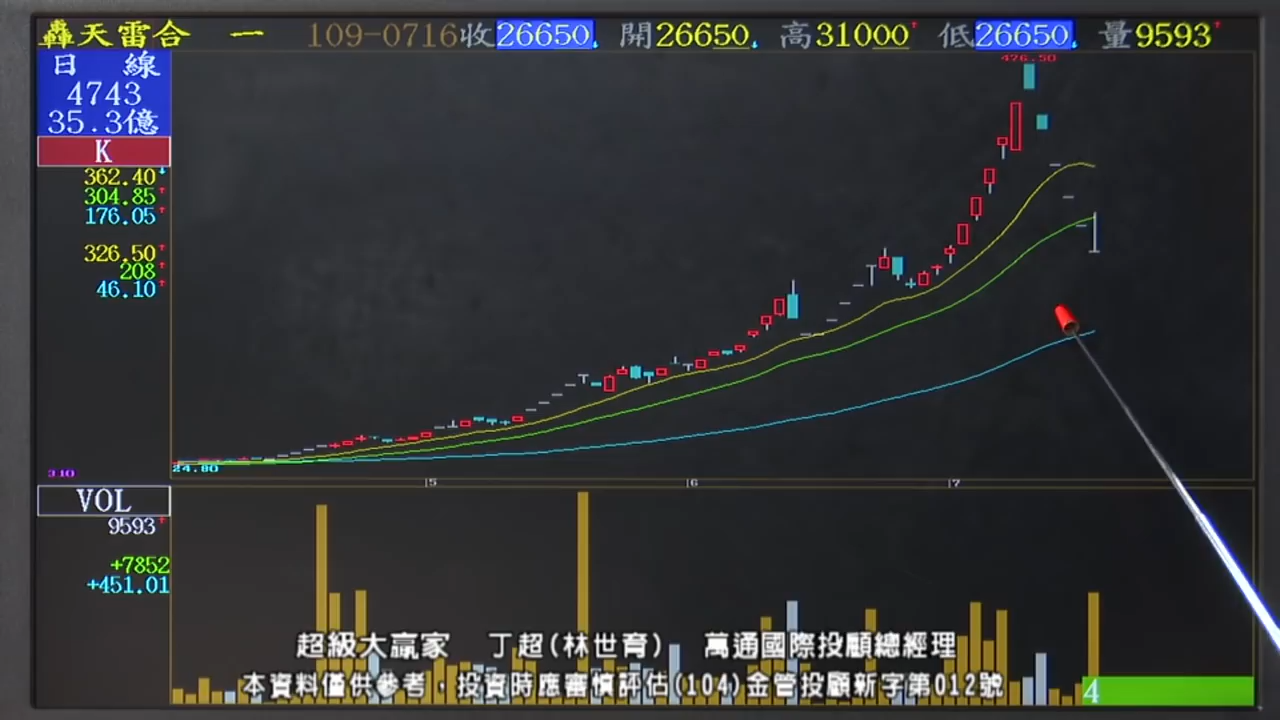 轟天雷合 一 109-0716收26650 開26650 高31000 低26650 量9593
日 線
4743
35.3億
K
362.40
304.85
176.05
326.50
208
46.10
476.50
24.80
310
5 6 7
VOL
9593
+7852
+451.01
超級大贏家 丁超(林世育) 萬通國際投顧總經理
本資料僅供參考,投資時應審慎評估(104)金管投顧新字第012號
4